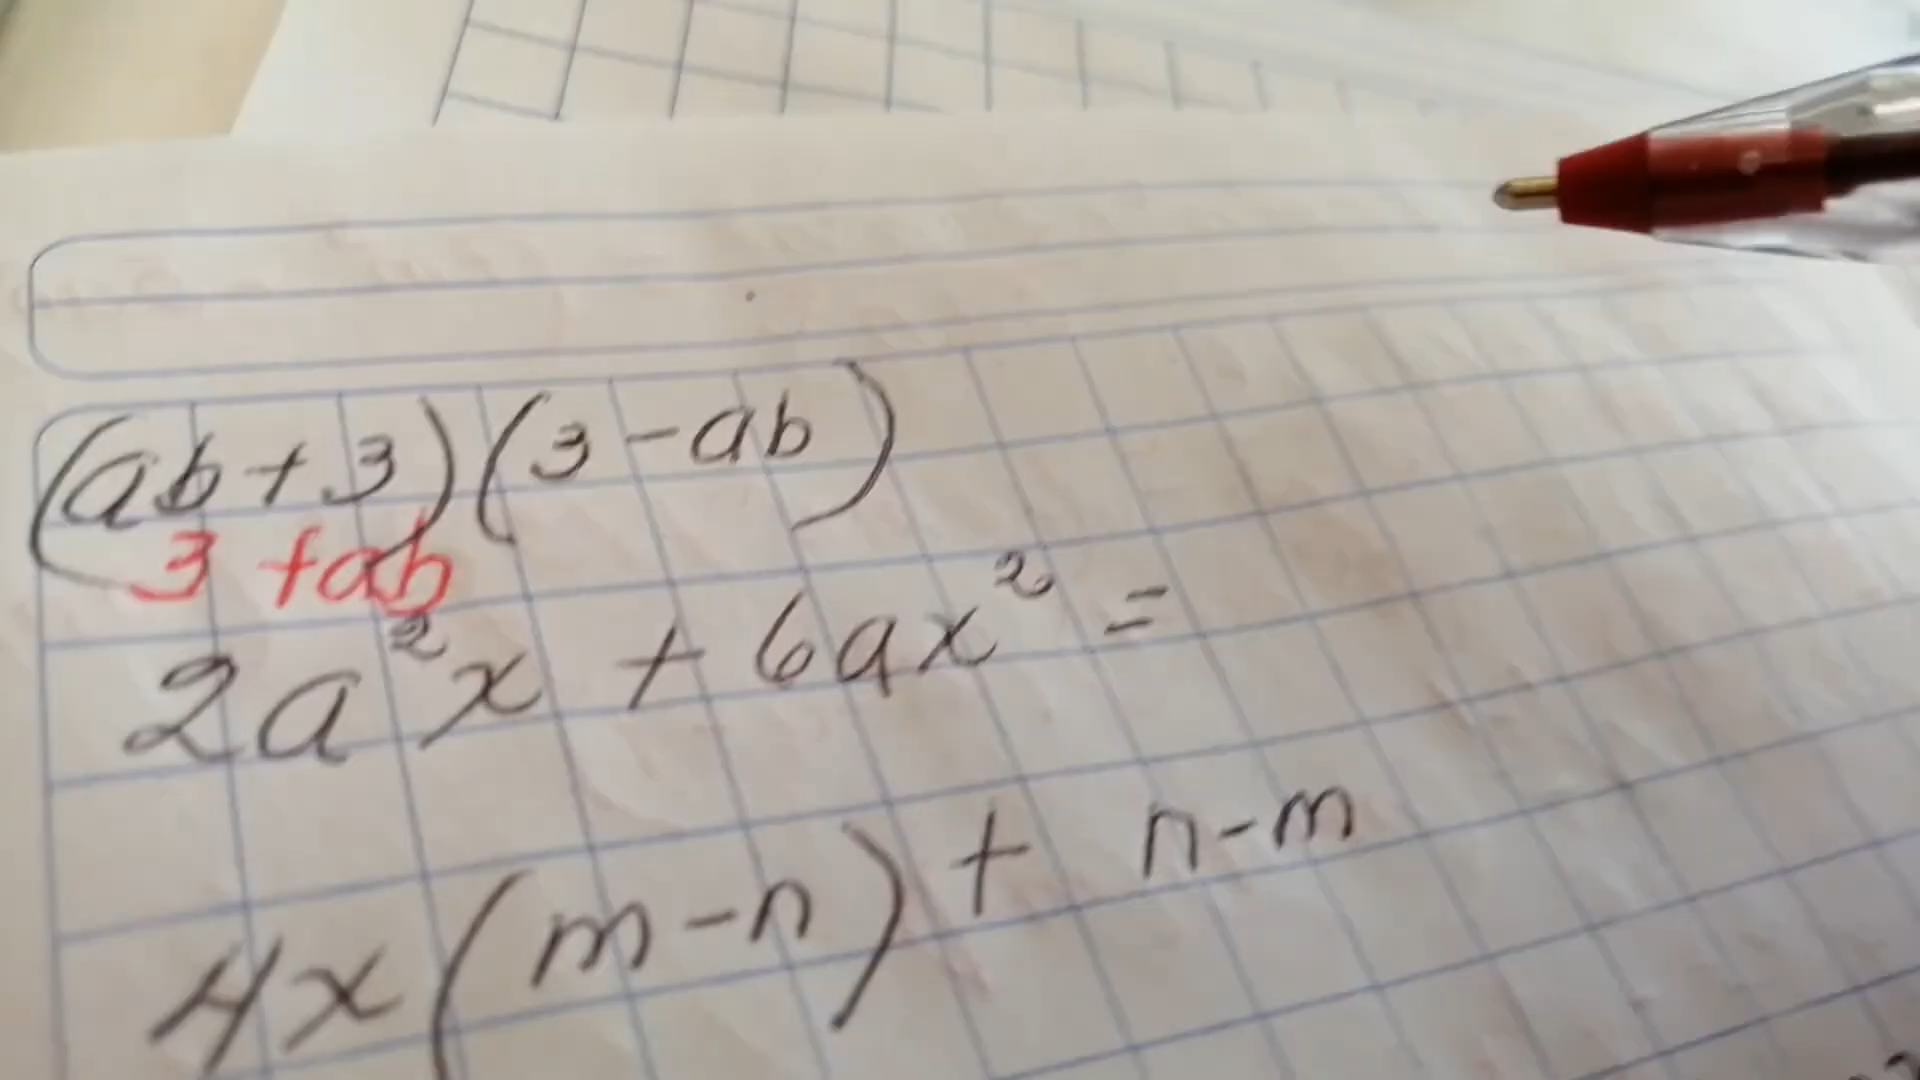 (ab+3)(3-ab)
3 +ab
2a²x + 6ax² =
4x(m-n) + n-m